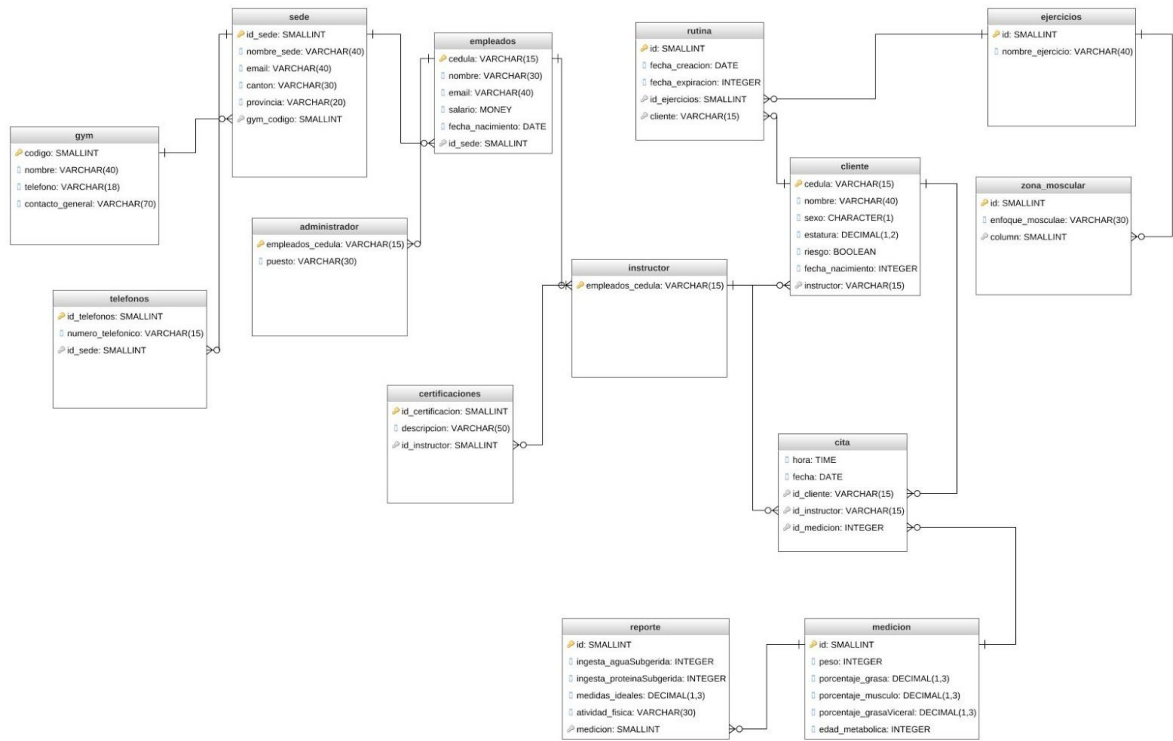 sede
id_sede: SMALLINT
nombre_sede: VARCHAR(40)
email: VARCHAR(40)
canton: VARCHAR(30)
provincia: VARCHAR(20)
gym_codigo: SMALLINT
empleados
cedula: VARCHAR(15)
nombre: VARCHAR(30)
email: VARCHAR(40)
salario: MONEY
fecha_nacimiento: DATE
id_sede: SMALLINT
rutina
id: SMALLINT
fecha_creacion: DATE
fecha_expiracion: INTEGER
id_ejercicios: SMALLINT
cliente: VARCHAR(15)
ejercicios
id: SMALLINT
nombre_ejercicio: VARCHAR(40)
gym
codigo: SMALLINT
nombre: VARCHAR(40)
telefono: VARCHAR(18)
contacto_general: VARCHAR(70)
administrador
empleados_cedula: VARCHAR(15)
puesto: VARCHAR(30)
cliente
cedula: VARCHAR(15)
nombre: VARCHAR(40)
sexo: CHARACTER(1)
estatura: DECIMAL(1,2)
riesgo: BOOLEAN
fecha_nacimiento: INTEGER
instructor: VARCHAR(15)
zona_moscular
id: SMALLINT
enfoque_mosculae: VARCHAR(30)
column: SMALLINT
telefonos
id_telefonos: SMALLINT
numero_telefonico: VARCHAR(15)
id_sede: SMALLINT
instructor
empleados_cedula: VARCHAR(15)
certificaciones
id_certificacion: SMALLINT
descripcion: VARCHAR(50)
id_instructor: SMALLINT
cita
hora: TIME
fecha: DATE
id_cliente: VARCHAR(15)
id_instructor: VARCHAR(15)
id_medicion: INTEGER
reporte
id: SMALLINT
ingesta_aguaSubgerida: INTEGER
ingesta_proteinaSubgerida: INTEGER
medidas_ideales: DECIMAL(1,3)
atividad_fisica: VARCHAR(30)
medicion: SMALLINT
medicion
id: SMALLINT
peso: INTEGER
porcentaje_grasa: DECIMAL(1,3)
porcentaje_musculo: DECIMAL(1,3)
porcentaje_grasaViceral: DECIMAL(1,3)
edad_metabolica: INTEGER